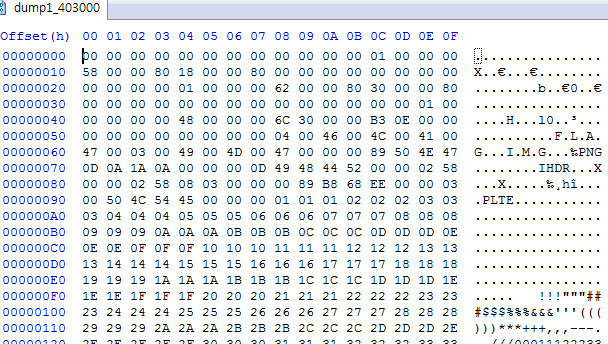 dump1_403000
Offset(h) 00 01 02 03 04 05 06 07 08 09 0A 0B 0C 0D 0E 0F
00000000 00 00 00 00 00 00 00 00 00 00 00 00 01 00 00 00 ................
00000010 58 00 00 80 18 00 00 80 00 00 00 00 00 00 00 00 X..€...€........
00000020 00 00 00 00 01 00 00 00 62 00 00 80 30 00 00 80 ........b..€0..€
00000030 00 00 00 00 00 00 00 00 00 00 00 00 00 00 01 00 ................
00000040 00 00 00 00 48 00 00 00 6C 30 00 00 B3 0E 00 00 ....H...l0..³...
00000050 00 00 00 00 00 00 00 00 04 00 46 00 4C 00 41 00 ..........F.L.A.
00000060 47 00 03 00 49 00 4D 00 47 00 00 00 89 50 4E 47 G...I.M.G...‰PNG
00000070 0D 0A 1A 0A 00 00 00 0D 49 48 44 52 00 00 02 58 ........IHDR...X
00000080 00 00 02 58 08 03 00 00 00 89 B8 68 EE 00 00 03 ...X.....‰¸hî...
00000090 00 50 4C 54 45 00 00 00 01 01 01 02 02 02 03 03 .PLTE...........
000000A0 03 04 04 04 05 05 05 06 06 06 07 07 07 08 08 08 ................
000000B0 09 09 09 0A 0A 0A 0B 0B 0B 0C 0C 0C 0D 0D 0D 0E ................
000000C0 0E 0E 0F 0F 0F 10 10 10 11 11 11 12 12 12 13 13 ................
000000D0 13 14 14 14 15 15 15 16 16 16 17 17 17 18 18 18 ................
000000E0 19 19 19 1A 1A 1A 1B 1B 1B 1C 1C 1C 1D 1D 1D 1E ................
000000F0 1E 1E 1F 1F 1F 20 20 20 21 21 21 22 22 22 23 23 .....   !!!"""##
00000100 23 24 24 24 25 25 25 26 26 26 27 27 27 28 28 28 #$$$%%%&&&'''(((
00000110 29 29 29 2A 2A 2A 2B 2B 2B 2C 2C 2C 2D 2D 2D 2E )))***+++,,,---.